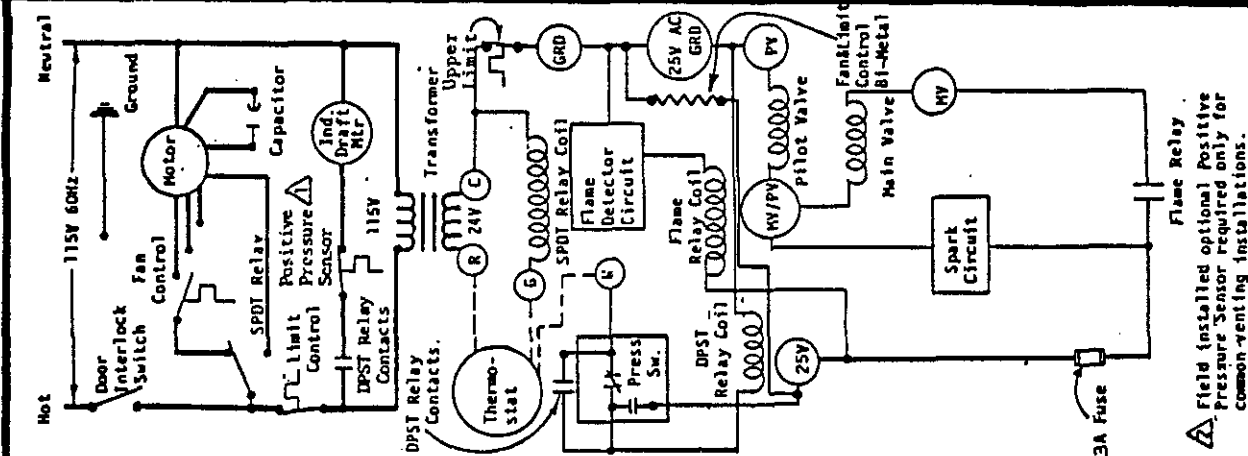 Neutral
115V 60HZ
Hot
Ground
Door
Interlock
Switch
Motor
Capacitor
Fan
Control
SPDT Relay
Positive
Pressure
Sensor
Ind.
Draft
Mtr
Limit
Control
DPST Relay
Contacts
115V
Transformer
24V
R
C
Upper
Limit
GRD
G
SPDT Relay Coil
Thermo-
stat
W
DPST Relay
Contacts.
Press
Sw.
Flame
Detector
Circuit
25V AC
GRD
PV
Fan&Limit
Control
Bi-Metal
Pilot Valve
MV/PV
Main Valve
MV
Flame
Relay Coil
DPST
Relay Coil
25V
Spark
Circuit
3A Fuse
Flame Relay
Field installed optional Positive
Pressure Sensor required only for
common-venting installations.